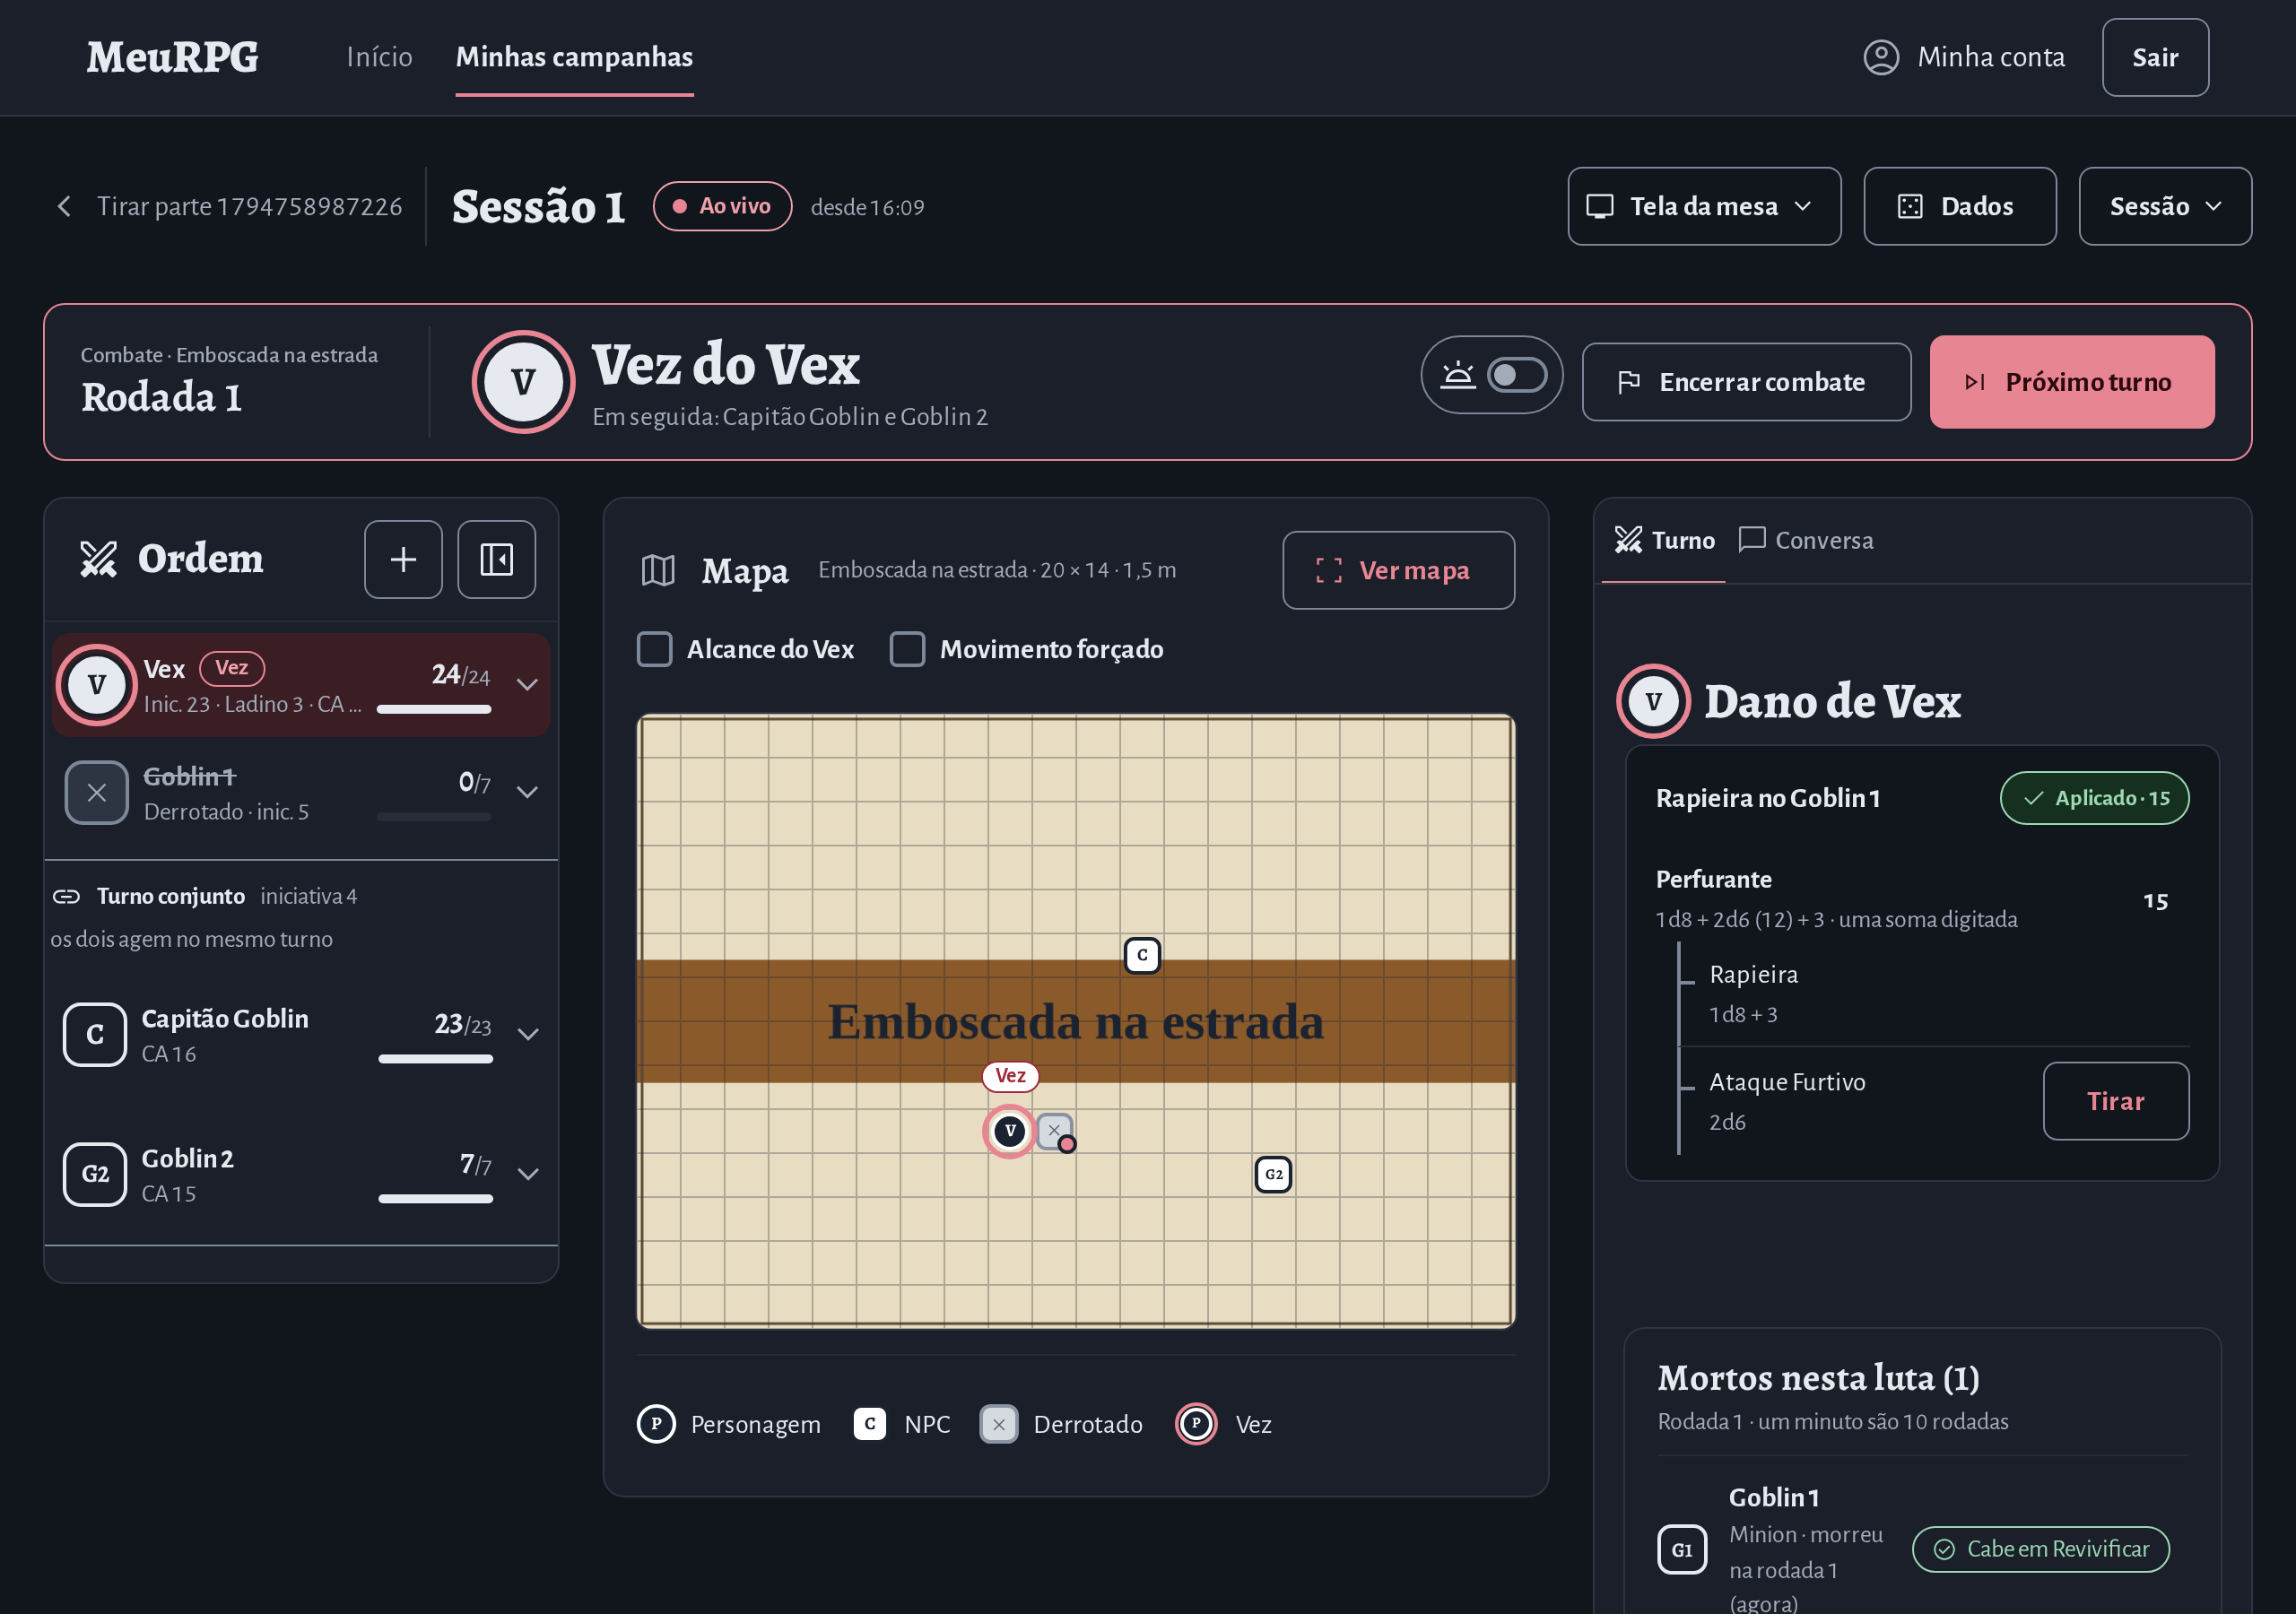 MeuRPG
Início
Minhas campanhas
Minha conta
Sair
Tirar parte 1794758987226
Sessão 1
Ao vivo
desde 16:09
Tela da mesa
Dados
Sessão
Combate · Emboscada na estrada
Rodada 1
V
Vez do Vex
Em seguida: Capitão Goblin e Goblin 2
Encerrar combate
Próximo turno
Ordem
V
Vex
Vez
Inic. 23 · Ladino 3 · CA ...
24/24
Goblin 1
Derrotado · inic. 5
0/7
Turno conjunto
iniciativa 4
os dois agem no mesmo turno
C
Capitão Goblin
CA 16
23/23
G2
Goblin 2
CA 15
7/7
Mapa
Emboscada na estrada · 20 × 14 · 1,5 m
Ver mapa
Alcance do Vex
Movimento forçado
C
Emboscada na estrada
Vez
V
G2
P
Personagem
C
NPC
Derrotado
P
Vez
Turno
Conversa
V
Dano de Vex
Rapieira no Goblin 1
Aplicado · 15
Perfurante
1d8 + 2d6 (12) + 3 · uma soma digitada
15
Rapieira
1d8 + 3
Ataque Furtivo
2d6
Tirar
Mortos nesta luta (1)
Rodada 1 · um minuto são 10 rodadas
G1
Goblin 1
Minion · morreu
na rodada 1
(agora)
Cabe em Revivificar